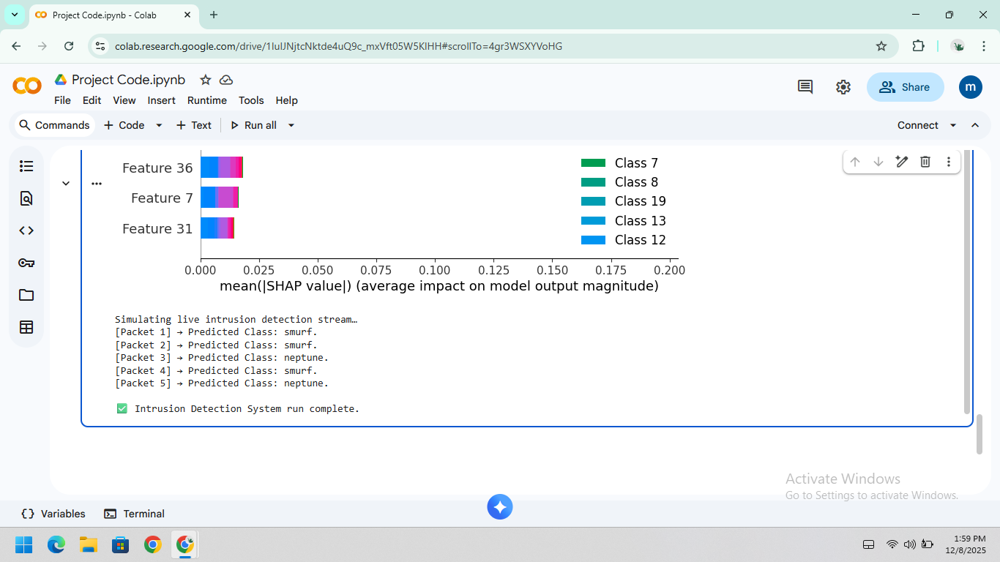 Project Code.ipynb - Colab
colab.research.google.com/drive/1IulJNjtcNktde4uQ9c_mxVft05W5KlHH#scrollTo=4gr3WSXYVoHG
Project Code.ipynb
File Edit View Insert Runtime Tools Help
Share
m
Commands + Code + Text Run all
Connect
Feature 36
Feature 7
Feature 31
Class 7
Class 8
Class 19
Class 13
Class 12
0.000 0.025 0.050 0.075 0.100 0.125 0.150 0.175 0.200
mean(|SHAP value|) (average impact on model output magnitude)
Simulating live intrusion detection stream…
[Packet 1] → Predicted Class: smurf.
[Packet 2] → Predicted Class: smurf.
[Packet 3] → Predicted Class: neptune.
[Packet 4] → Predicted Class: smurf.
[Packet 5] → Predicted Class: neptune.
✅ Intrusion Detection System run complete.
Activate Windows
Go to Settings to activate Windows.
Variables Terminal
1:59 PM
12/8/2025